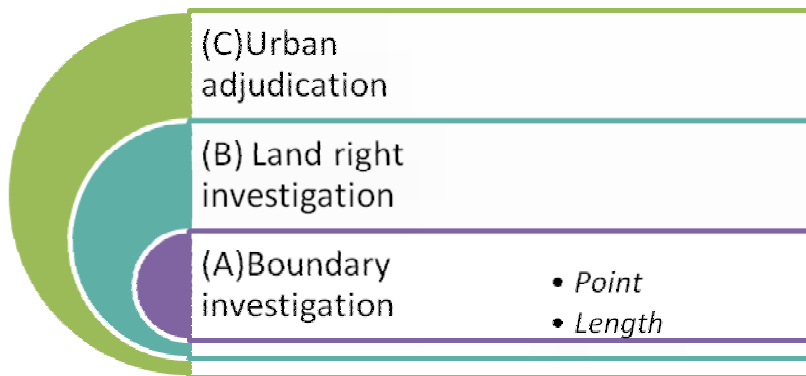 (C)Urban
adjudication
(B) Land right
investigation
(A)Boundary
investigation
• Point
• Length